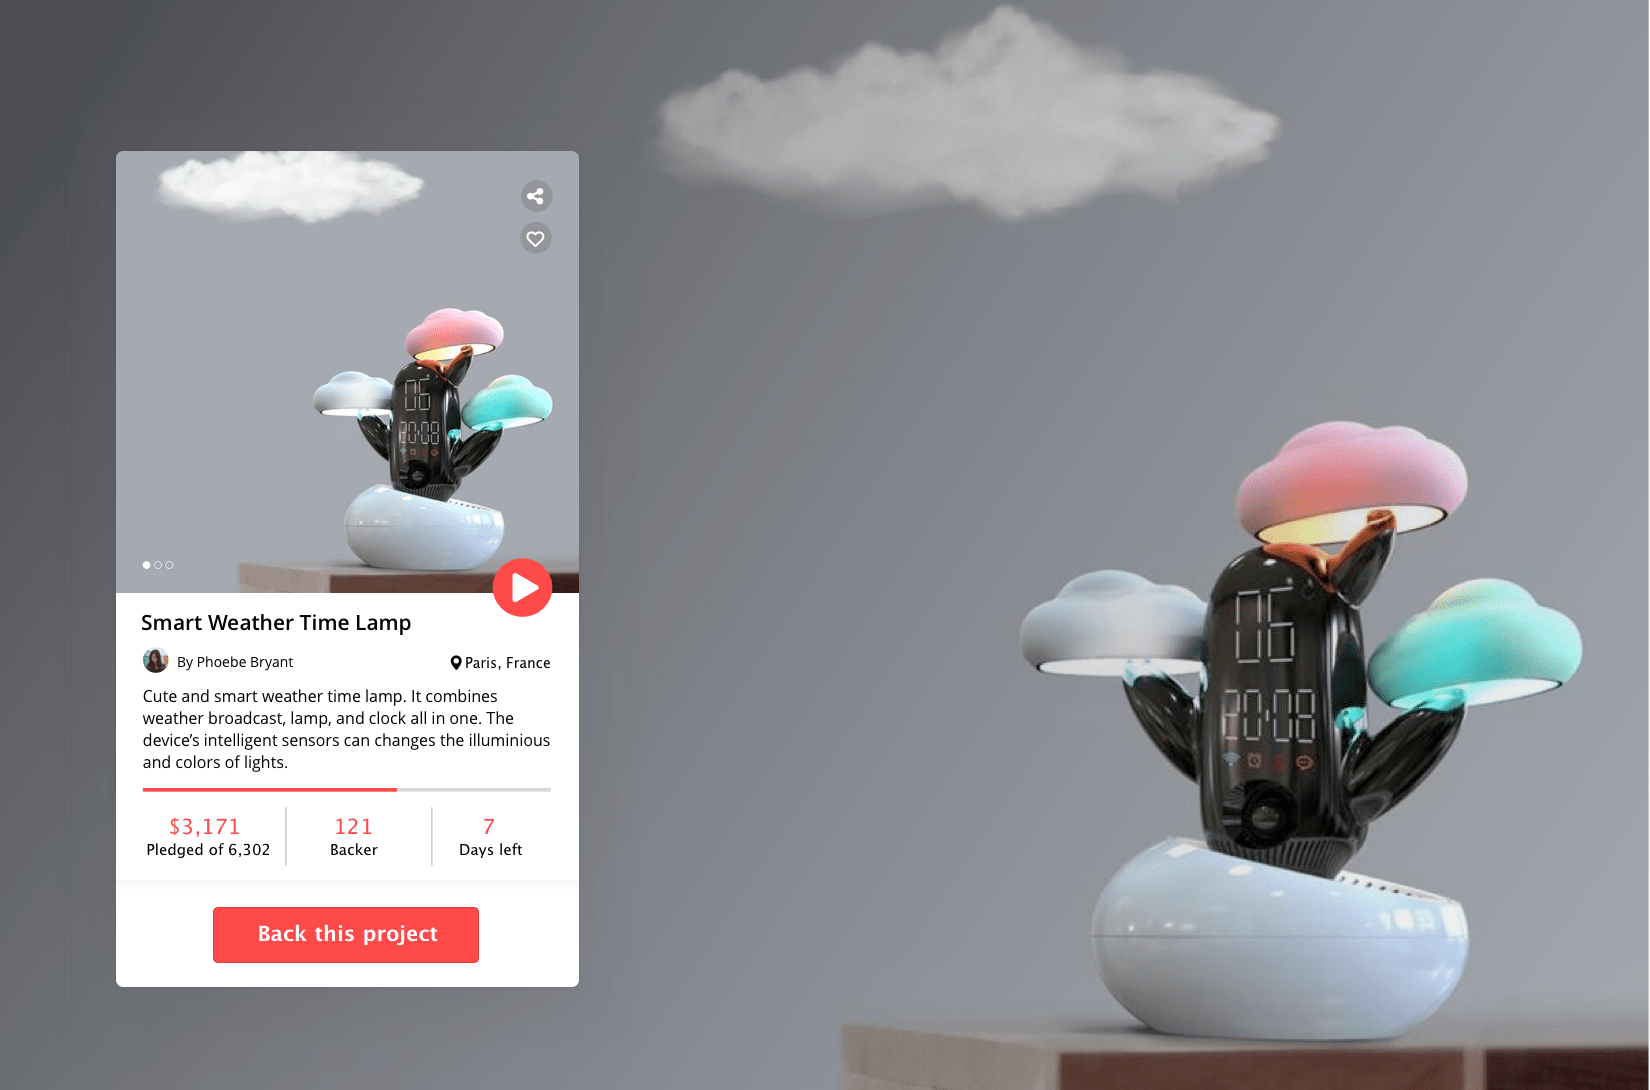 06
20:08
Smart Weather Time Lamp
By Phoebe Bryant
Paris, France
Cute and smart weather time lamp. It combines
weather broadcast, lamp, and clock all in one. The
device’s intelligent sensors can changes the illuminious
and colors of lights.
$3,171
Pledged of 6,302
121
Backer
7
Days left
Back this project
06
20:08